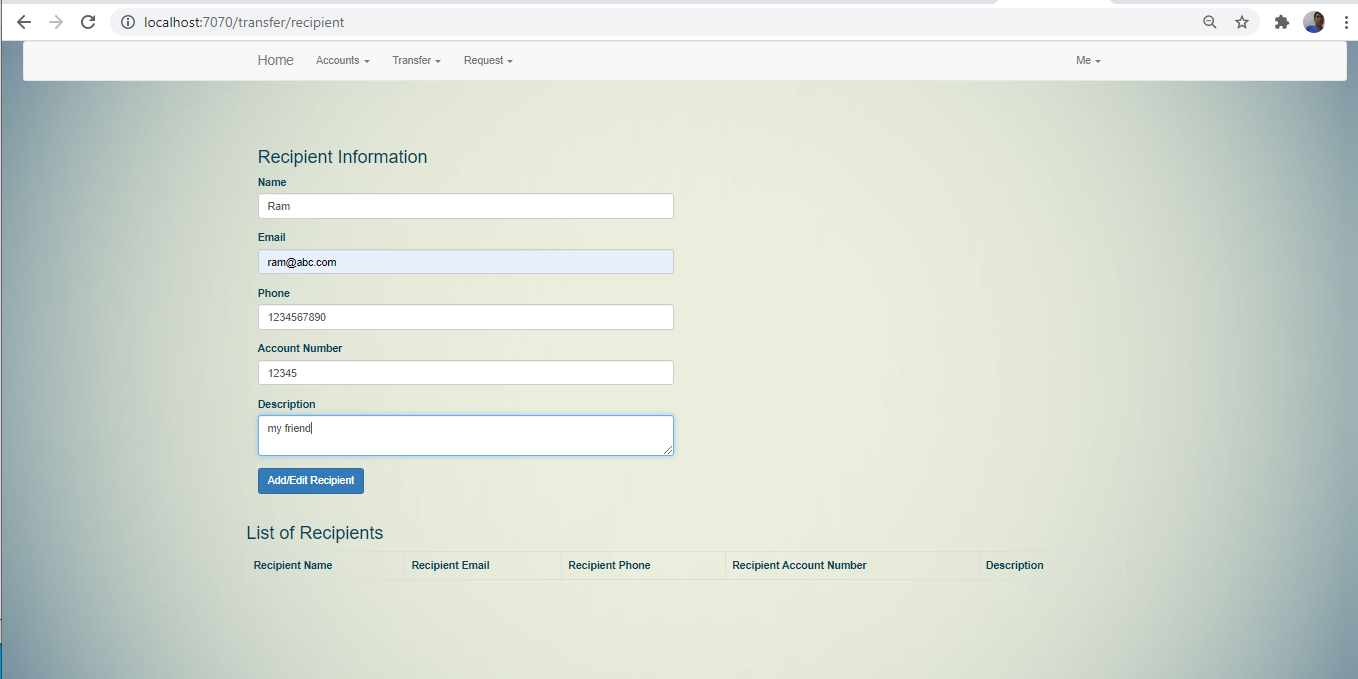 localhost:7070/transfer/recipient
Home Accounts Transfer Request Me
Recipient Information
Name
Ram
Email
ram@abc.com
Phone
1234567890
Account Number
12345
Description
my friend
Add/Edit Recipient
List of Recipients
Recipient Name Recipient Email Recipient Phone Recipient Account Number Description